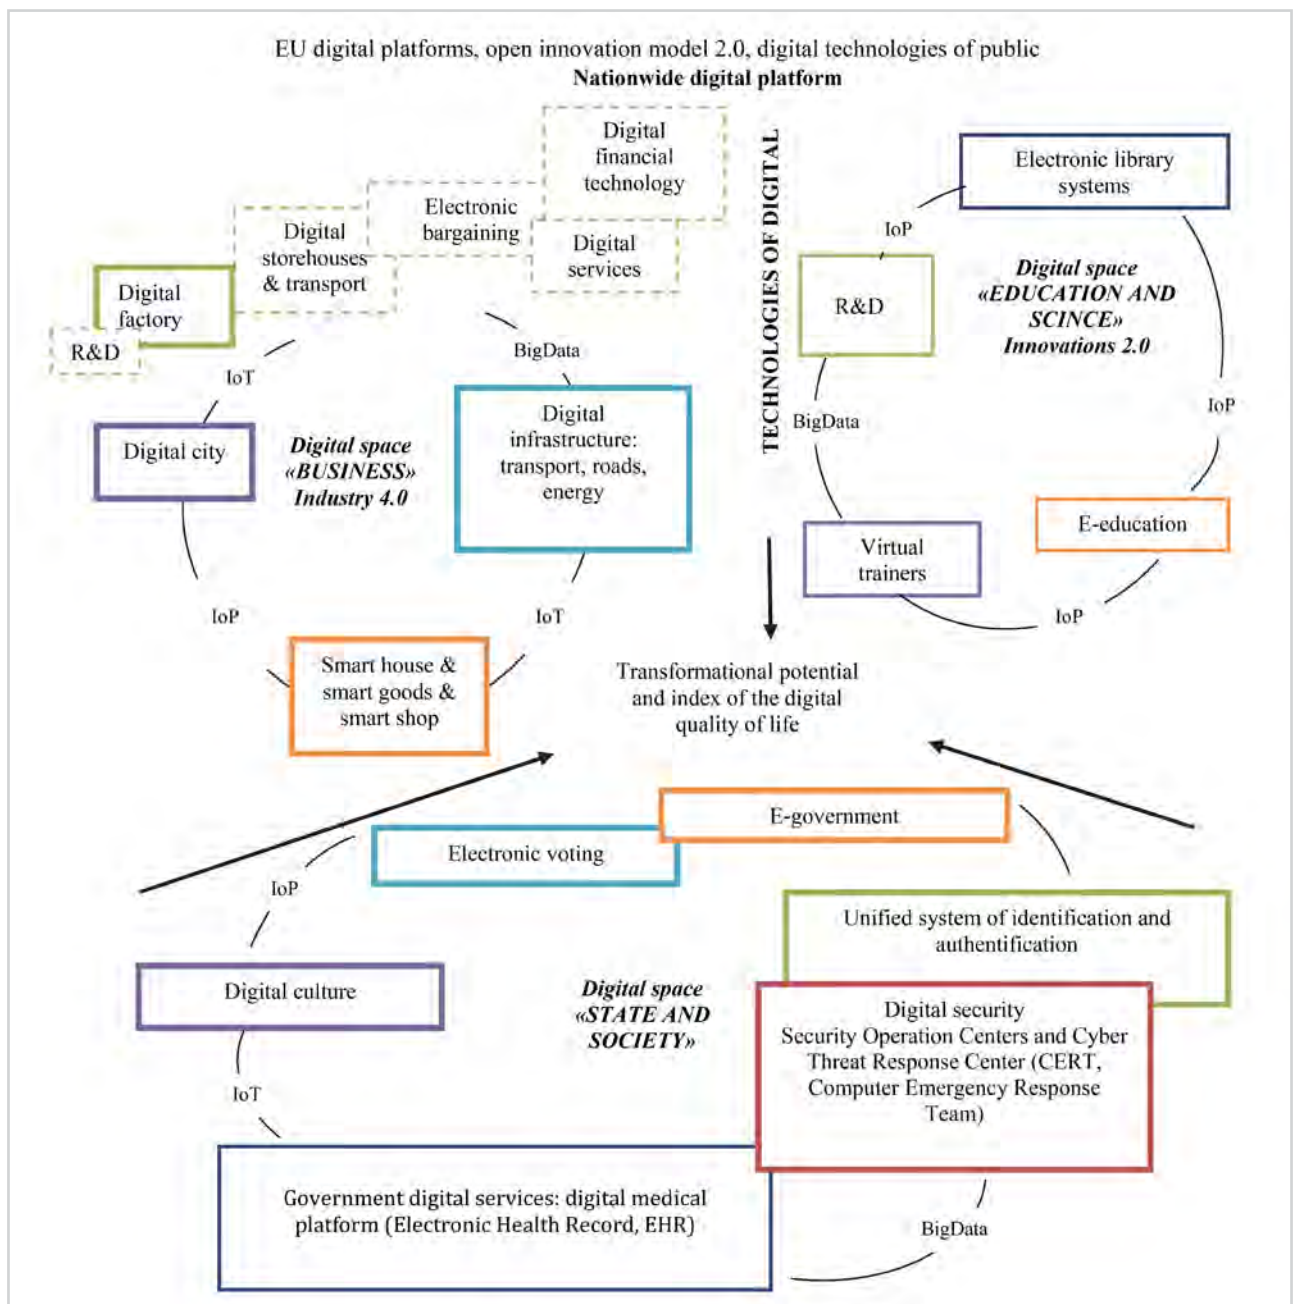 EU digital platforms, open innovation model 2.0, digital technologies of public
Nationwide digital platform
Digital
financial
technology
Electronic
bargaining
Digital
services
Digital
storehouses
& transport
Digital
factory
R&D
IoT
BigData
Digital city
Digital space
«BUSINESS»
Industry 4.0
Digital
infrastructure:
transport, roads,
energy
IoP
IoT
Smart house &
smart goods &
smart shop
TECHNOLOGIES OF DIGITAL
Electronic library
systems
IoP
R&D
Digital space
«EDUCATION AND
SCINCE»
Innovations 2.0
BigData
IoP
E-education
Virtual
trainers
IoP
Transformational potential
and index of the digital
quality of life
E-government
Electronic voting
IoP
Unified system of identification and
authentification
Digital culture
Digital space
«STATE AND
SOCIETY»
Digital security
Security Operation Centers and Cyber
Threat Response Center (CERT,
Computer Emergency Response
Team)
IoT
Government digital services: digital medical
platform (Electronic Health Record, EHR)
BigData